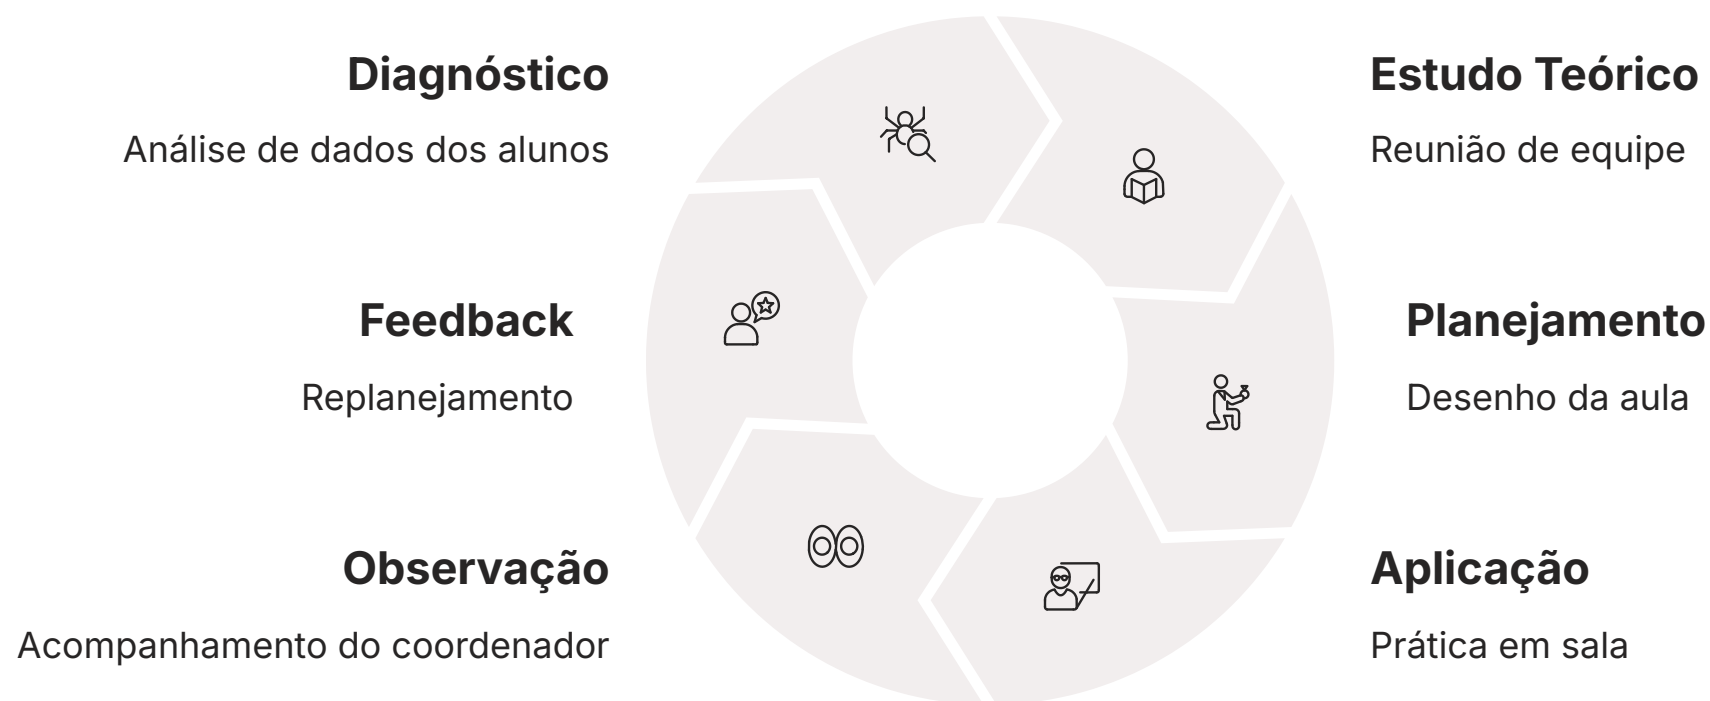 Diagnóstico
Análise de dados dos alunos
Estudo Teórico
Reunião de equipe
Planejamento
Desenho da aula
Aplicação
Prática em sala
Observação
Acompanhamento do coordenador
Feedback
Replanejamento